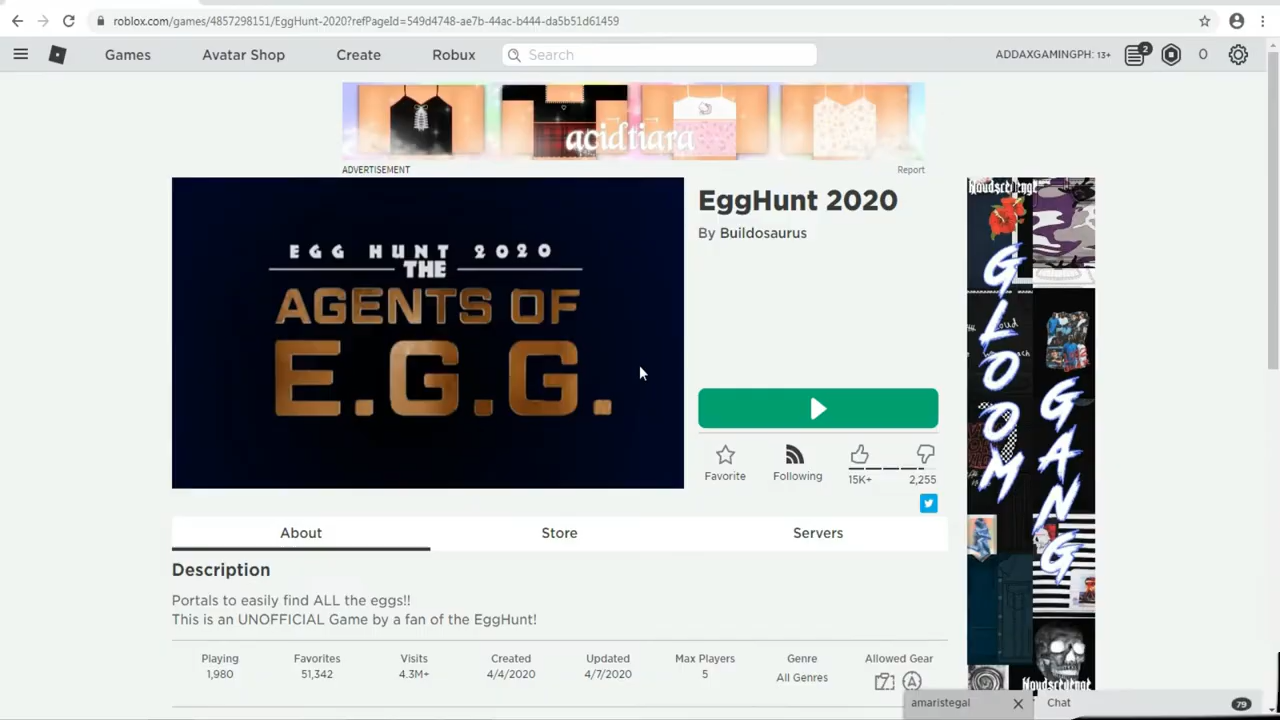 roblox.com/games/4857298151/EggHunt-2020?refPageId=549d4748-ae7b-44ac-b444-da5b51d61459
Games Avatar Shop Create Robux Search ADDAXGAMINGPH: 13+ 2 0
acidtiara
ADVERTISEMENT Report
EGG HUNT 2020
THE
AGENTS OF
E.G.G.
EggHunt 2020
By Buildosaurus
Favorite Following 15K+ 2,255
GLOOM
GANG
About Store Servers
Description
Portals to easily find ALL the eggs!!
This is an UNOFFICIAL Game by a fan of the EggHunt!
Playing Favorites Visits Created Updated Max Players Genre Allowed Gear
1,980 51,342 4.3M+ 4/4/2020 4/7/2020 5 All Genres
amaristegal Chat 79